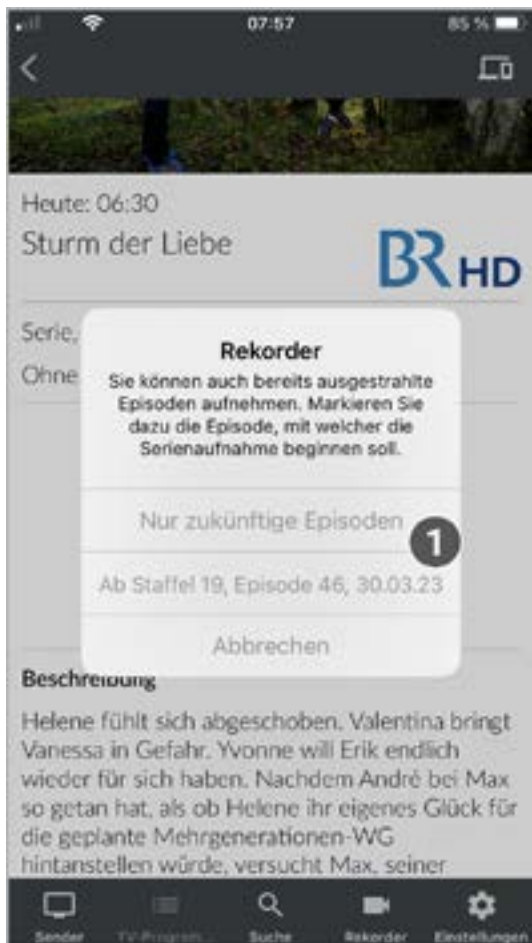 07:57
85 %
Heute: 06:30
Sturm der Liebe
BR HD
Serie,
Ohne
Rekorder
Sie können auch bereits ausgestrahlte
Episoden aufnehmen. Markieren Sie
dazu die Episode, mit welcher die
Serienaufnahme beginnen soll.
Nur zukünftige Episoden
1
Ab Staffel 19, Episode 46, 30.03.23
Abbrechen
Beschreibung
Helene fühlt sich abgeschoben. Valentina bringt
Vanessa in Gefahr. Yvonne will Erik endlich
wieder für sich haben. Nachdem André bei Max
so getan hat, als ob Helene ihr eigenes Glück für
die geplante Mehrgenerationen-WG
hintanstellen würde, versucht Max, seiner
Sender TV-Program Suche Rekorder Einstellungen